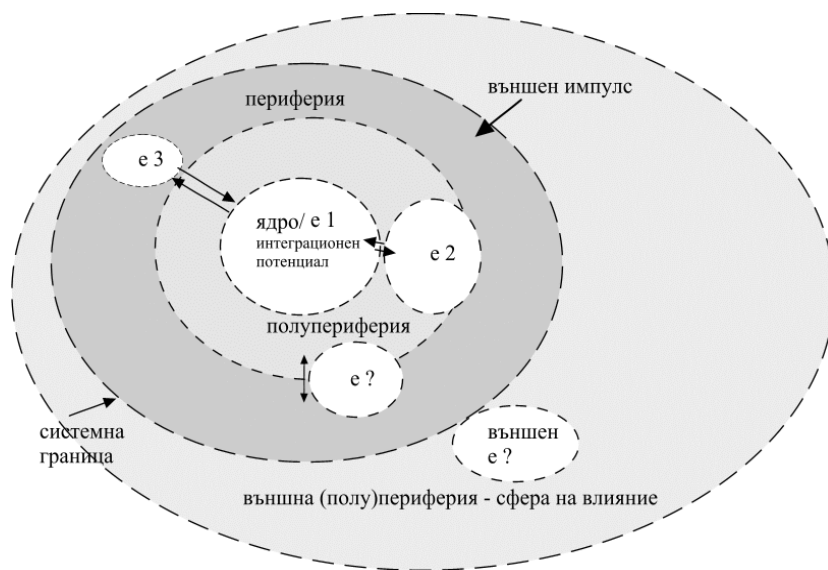 външен импулс
периферия
е 3
ядро/ е 1
интеграционен
потенциал
е 2
полупериферия
е ?
системна
граница
външен
е ?
външна (полу)периферия - сфера на влияние